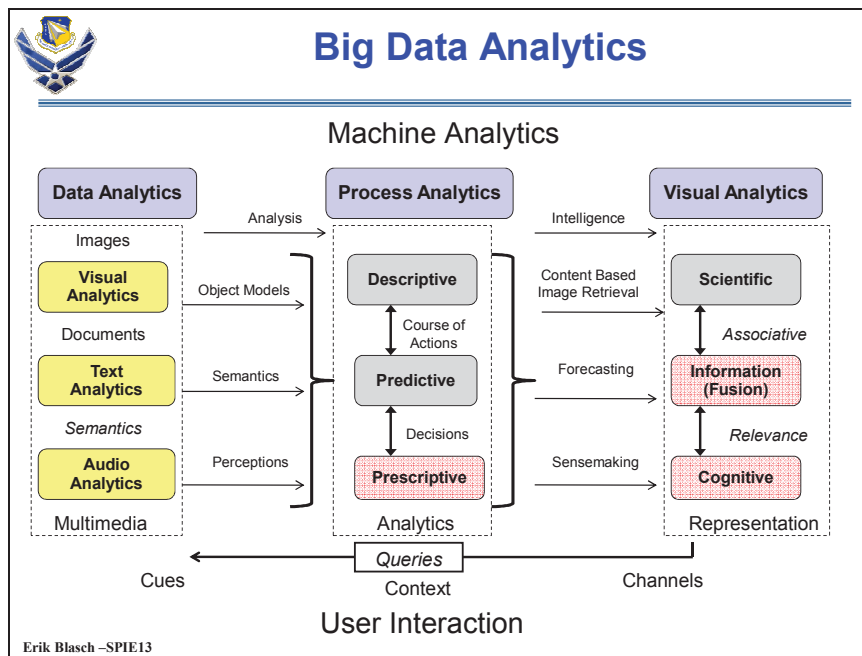 Big Data Analytics
Machine Analytics
Data Analytics
Process Analytics
Visual Analytics
Analysis
Intelligence
Images
Visual
Analytics
Object Models
Descriptive
Content Based
Image Retrieval
Scientific
Documents
Course of
Actions
Associative
Text
Analytics
Semantics
Predictive
Forecasting
Information
(Fusion)
Semantics
Decisions
Relevance
Audio
Analytics
Perceptions
Prescriptive
Sensemaking
Cognitive
Multimedia
Analytics
Representation
Queries
Cues
Context
Channels
User Interaction
Erik Blasch –SPIE13